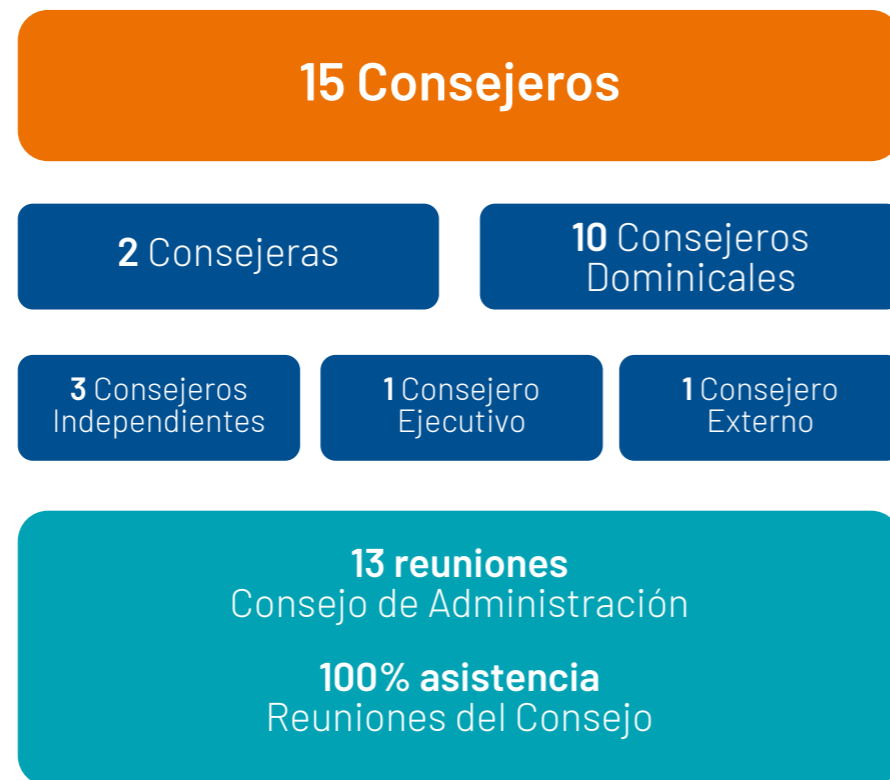 15 Consejeros
2 Consejeras
10 Consejeros
Dominicales
3 Consejeros
Independientes
1 Consejero
Ejecutivo
1 Consejero
Externo
13 reuniones
Consejo de Administración
100% asistencia
Reuniones del Consejo